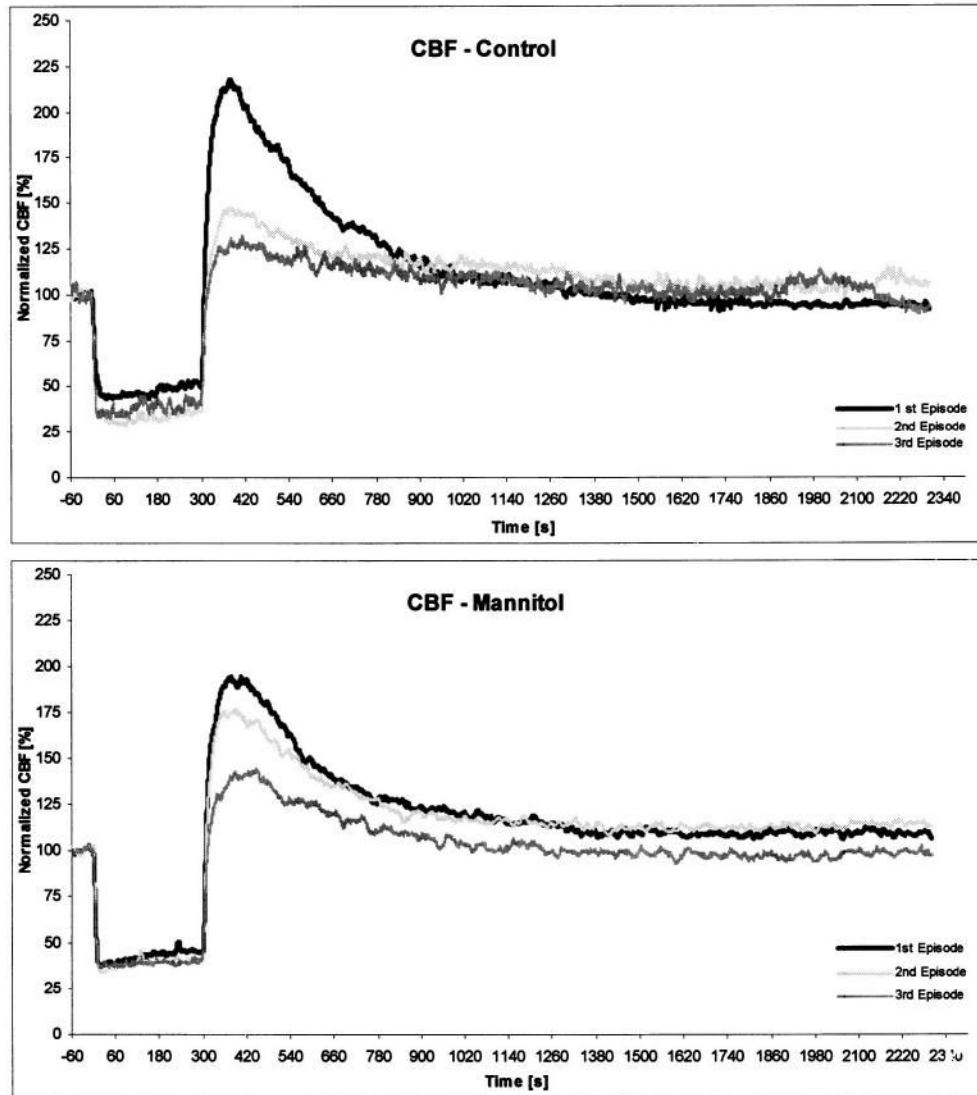 CBF - Control
Normalized CBF [%]
250
225
200
175
150
125
100
75
50
25
0
1 st Episode
2nd Episode
3rd Episode
-60 60 180 300 420 540 660 780 900 1020 1140 1260 1380 1500 1620 1740 1860 1980 2100 2220 2340
Time [s]
CBF - Mannitol
Normalized CBF [%]
250
225
200
175
150
125
100
75
50
25
0
1st Episode
2nd Episode
3rd Episode
-60 60 180 300 420 540 660 780 900 1020 1140 1260 1380 1500 1620 1740 1860 1980 2100 2220
Time [s]